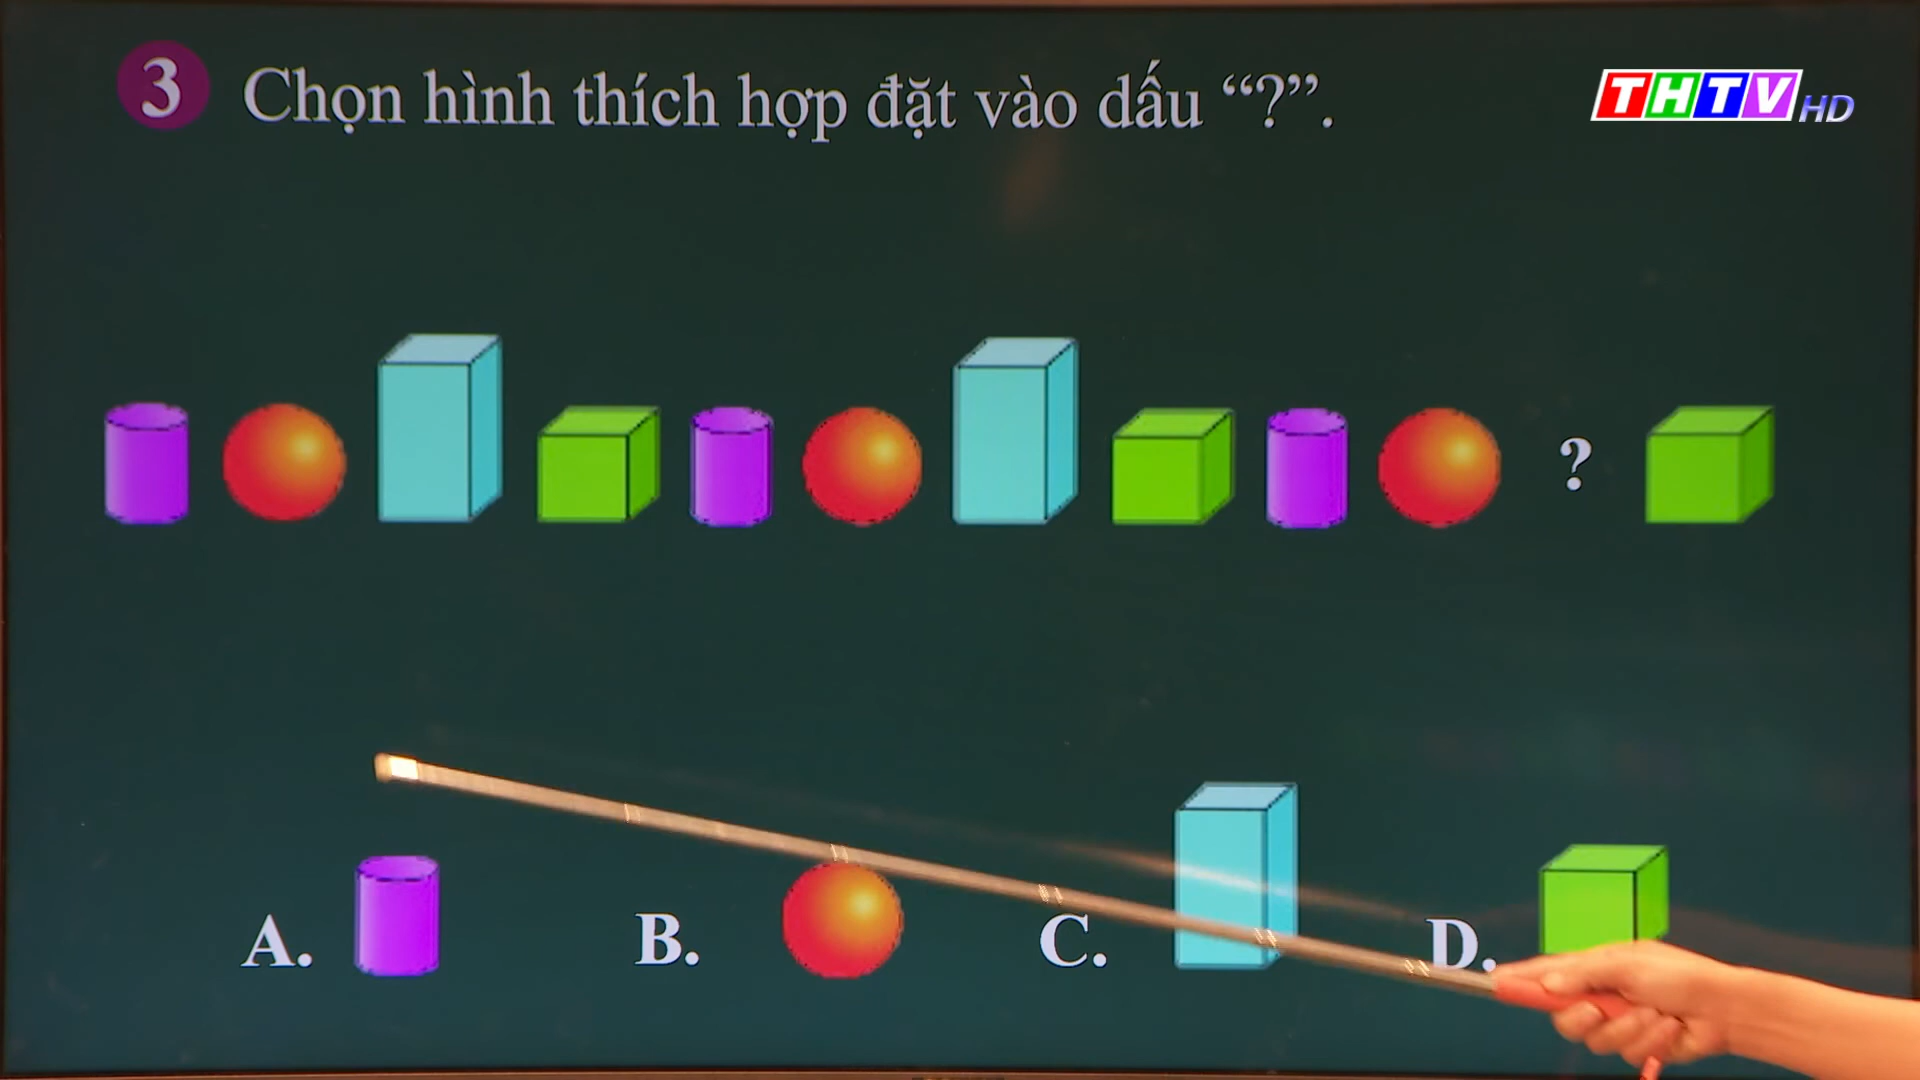 3 Chọn hình thích hợp đặt vào dấu “?”.
THTV HD
?
A. B. C. D.